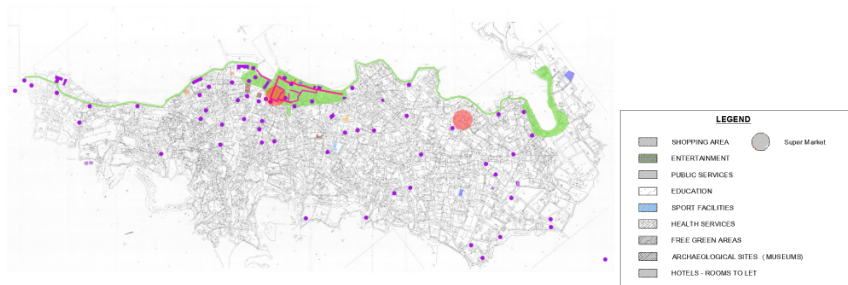 LEGEND
SHOPPING AREA
Super Market
ENTERTAINMENT
PUBLIC SERVICES
EDUCATION
SPORT FACILITIES
HEALTH SERVICES
FREE GREEN AREAS
ARCHAEOLOGICAL SITES ( MUSEUMS)
HOTELS - ROOMS TO LET